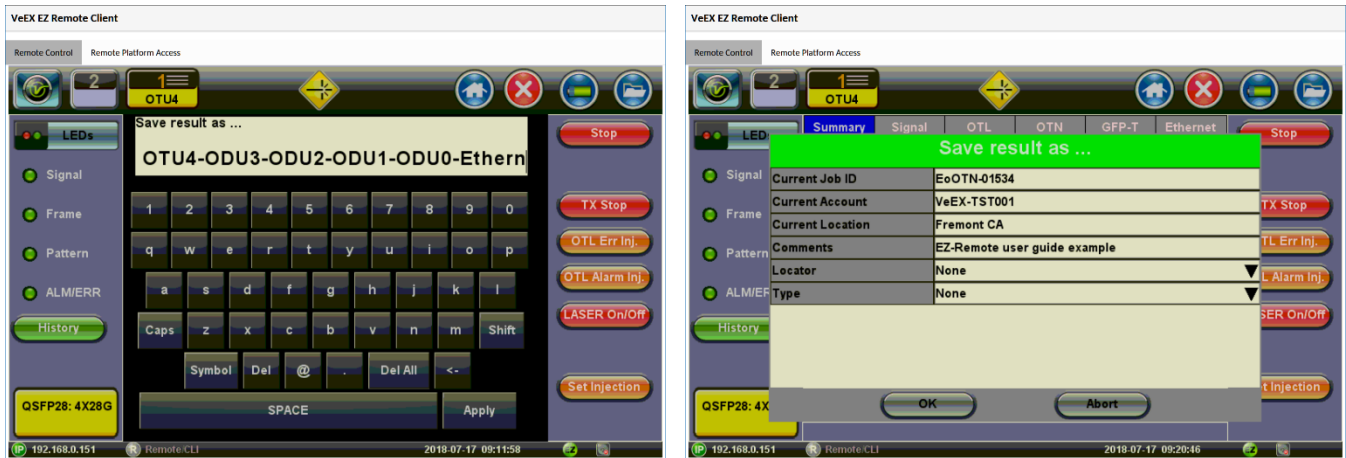 VeEX EZ Remote Client
Remote Control Remote Platform Access
2 1 OTU4
Save result as ...
OTU4-ODU3-ODU2-ODU1-ODU0-Ethern
LEDs
Signal
Frame
Pattern
ALM/ERR
History
QSFP28: 4X28G
1 2 3 4 5 6 7 8 9 0
q w e r t y u i o p
a s d f g h j k l
Caps z x c b v n m Shift
Symbol Del @ . Del All <-
SPACE Apply
Stop
TX Stop
OTL Err Inj.
OTL Alarm Inj.
LASER On/Off
Set Injection
IP 192.168.0.151 R Remote/CLI 2018-07-17 09:11:58 eZ
VeEX EZ Remote Client
Remote Control Remote Platform Access
2 1 OTU4
Summary Signal OTL OTN GFP-T Ethernet
Save result as ...
Current Job ID EoOTN-01534
Current Account VeEX-TST001
Current Location Fremont CA
Comments EZ-Remote user guide example
Locator None
Type None
OK Abort
LED
Signal
Frame
Pattern
ALM/ER
History
QSFP28: 4X
Stop
TX Stop
TL Err Inj.
L Alarm Inj.
SER On/Off
t Injection
IP 192.168.0.151 R Remote/CLI 2018-07-17 09:20:46 eZ